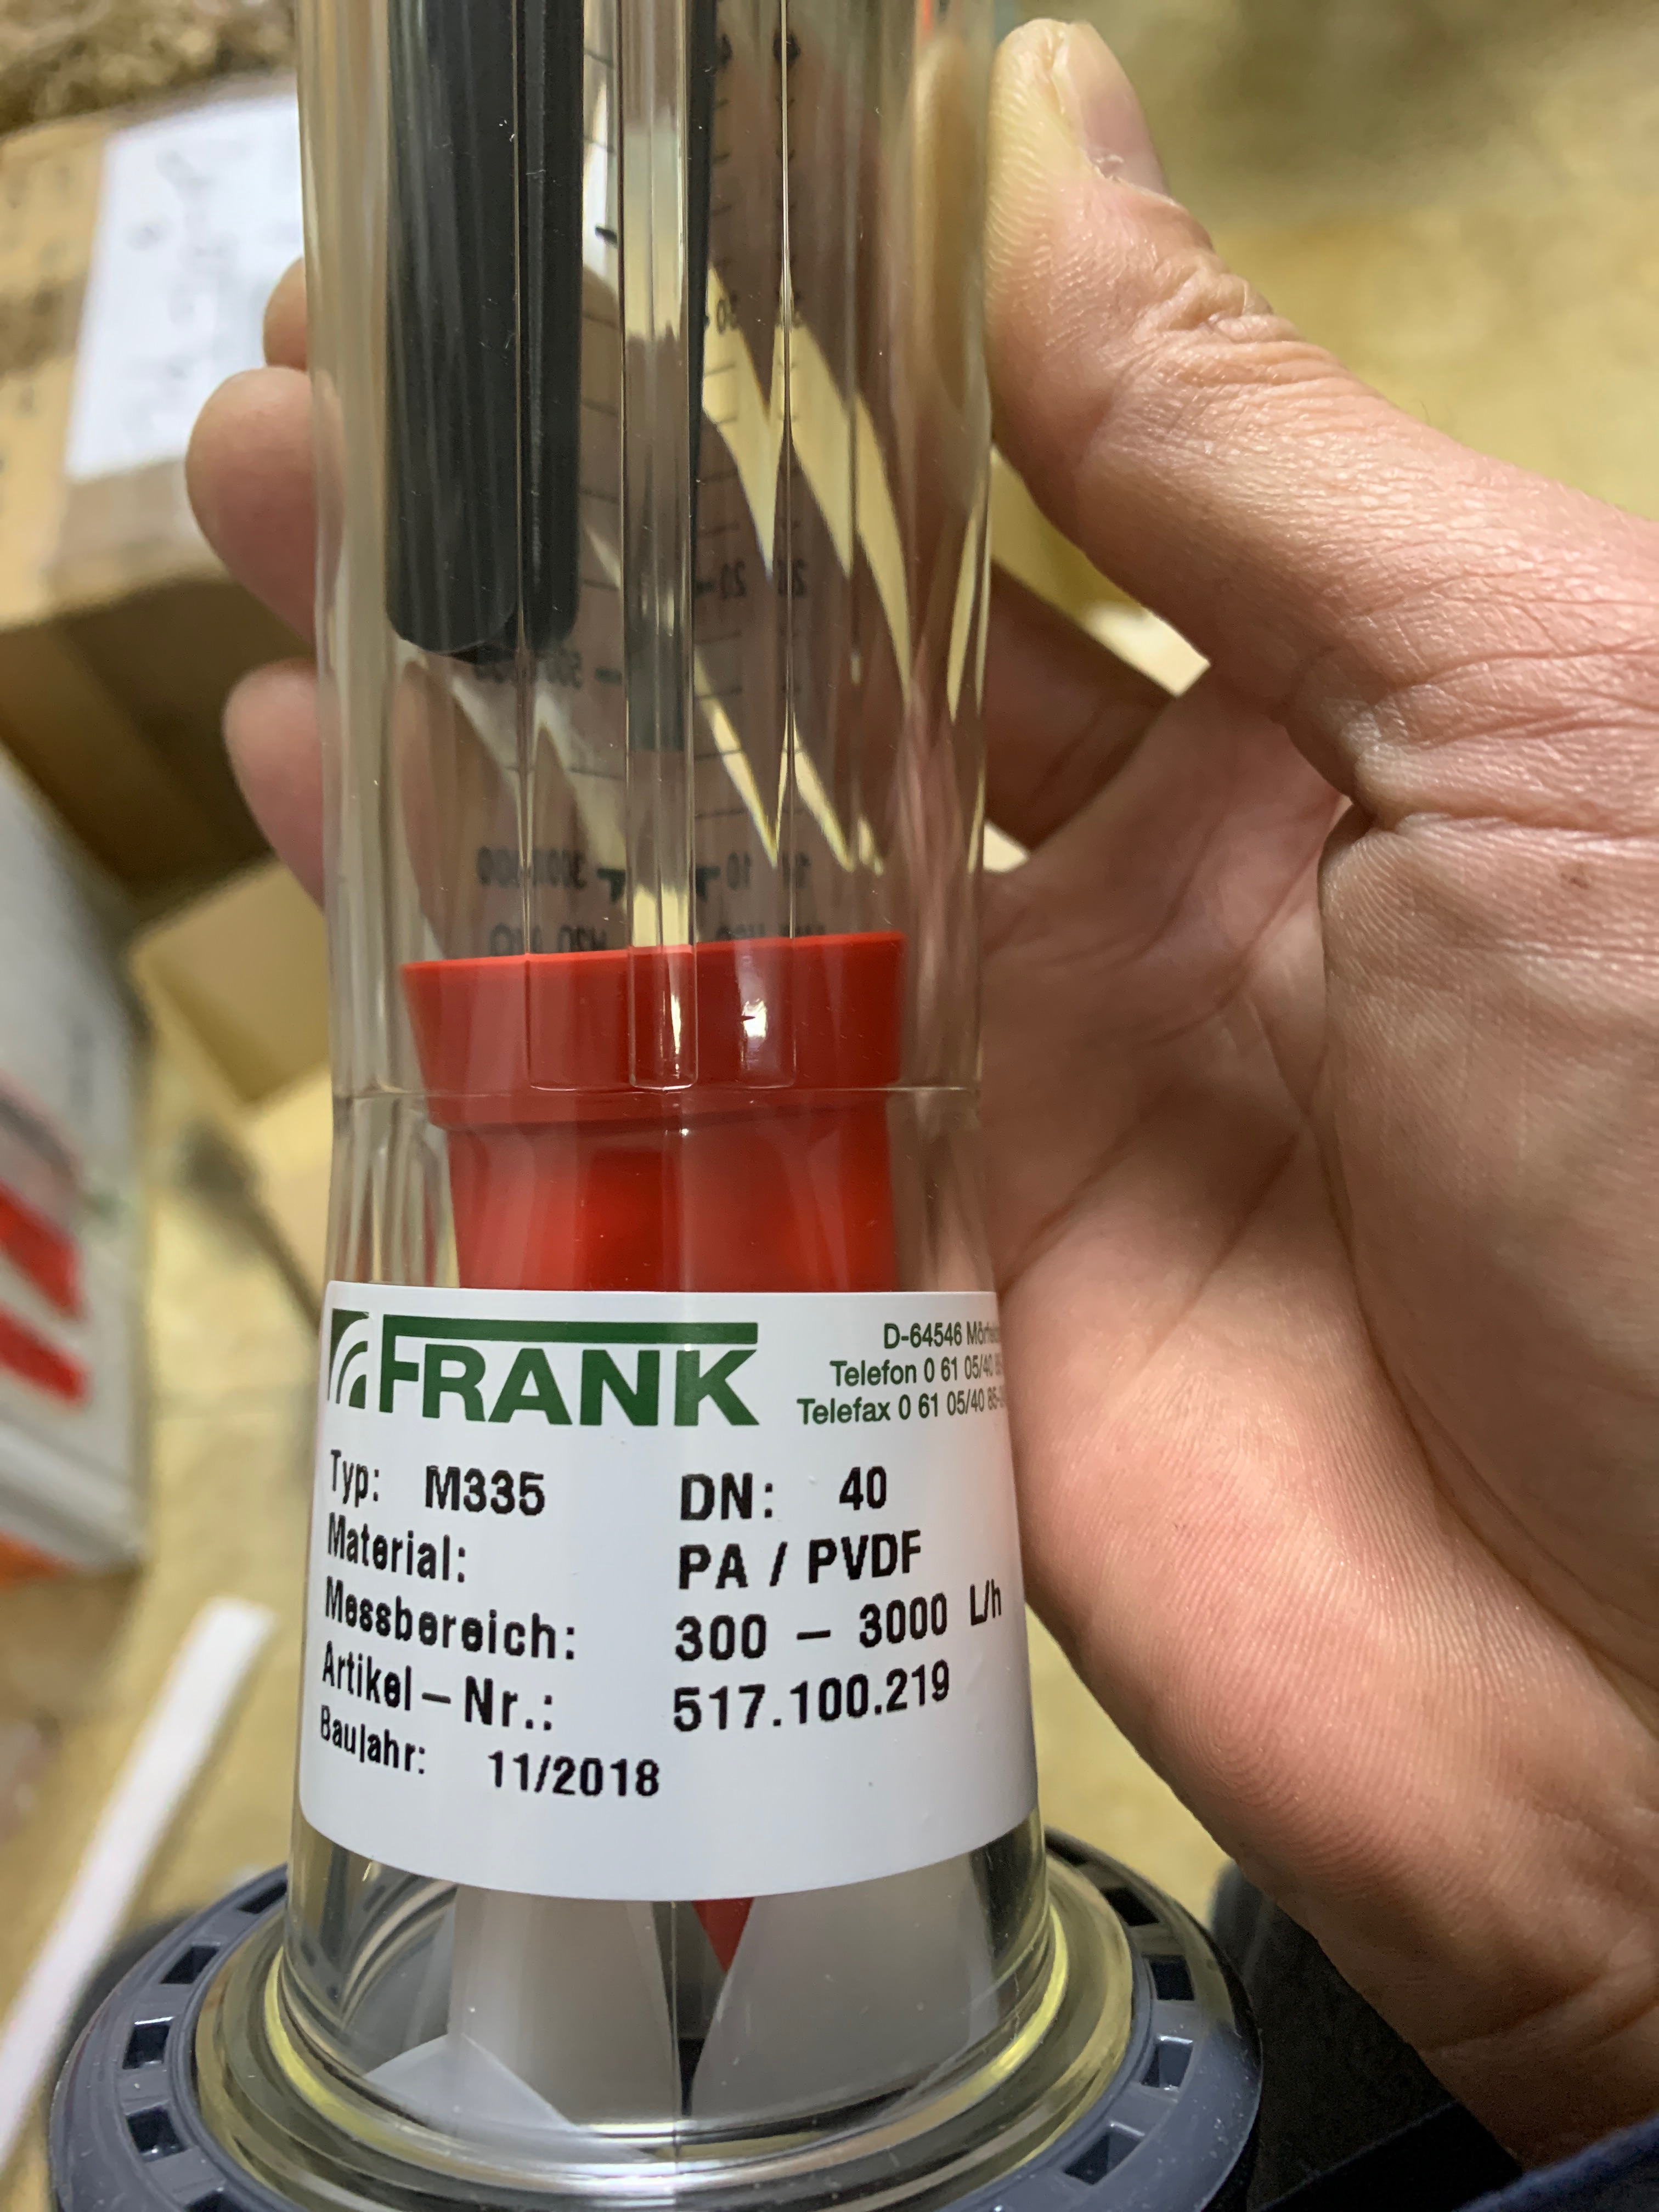 FRANK
D-64546
Telefon 0 61 05/40
Telefax 0 61 05/40 85-
Typ: M335 DN: 40
Material: PA / PVDF
Messbereich: 300 – 3000 L/h
Artikel-Nr.: 517.100.219
Baujahr: 11/2018